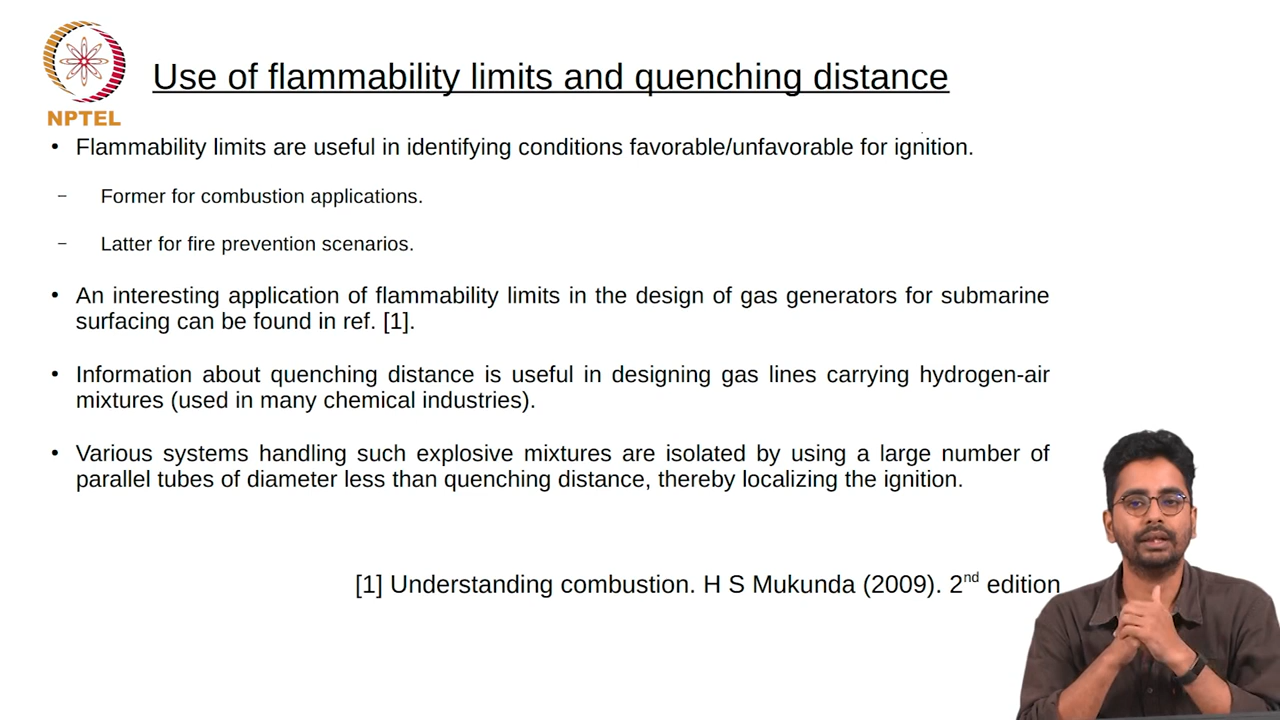 Use of flammability limits and quenching distance
NPTEL
• Flammability limits are useful in identifying conditions favorable/unfavorable for ignition.
– Former for combustion applications.
– Latter for fire prevention scenarios.
• An interesting application of flammability limits in the design of gas generators for submarine
surfacing can be found in ref. [1].
• Information about quenching distance is useful in designing gas lines carrying hydrogen-air
mixtures (used in many chemical industries).
• Various systems handling such explosive mixtures are isolated by using a large number of
parallel tubes of diameter less than quenching distance, thereby localizing the ignition.
[1] Understanding combustion. H S Mukunda (2009). 2nd edition